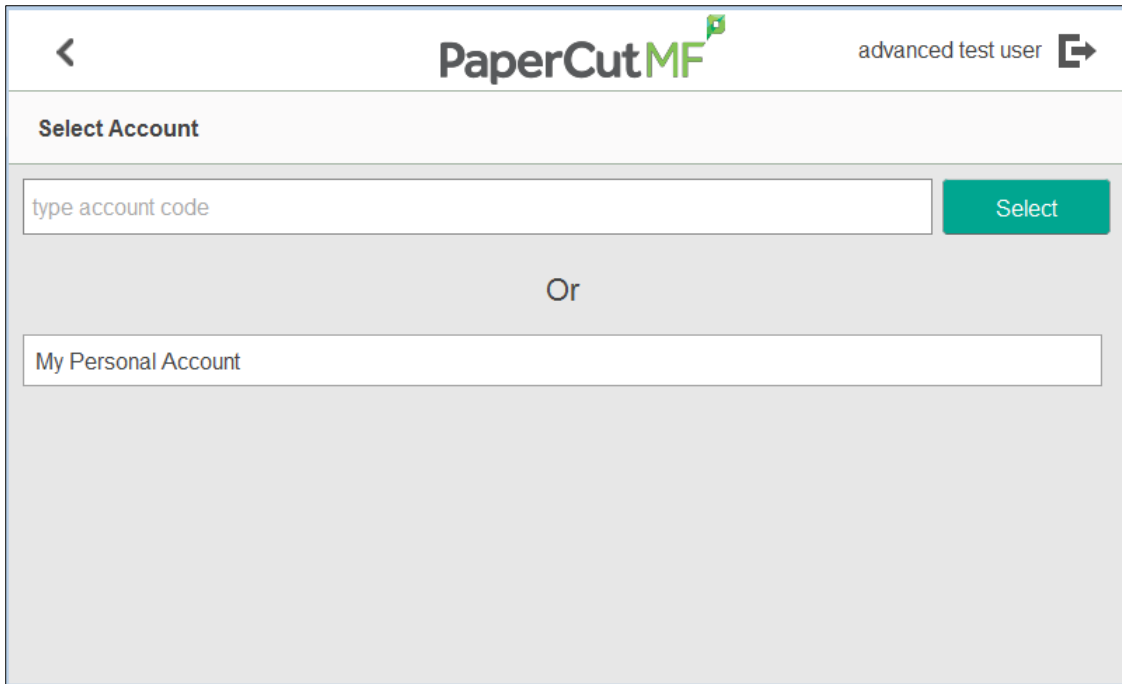 PaperCutMF
advanced test user
Select Account
type account code
Select
Or
My Personal Account